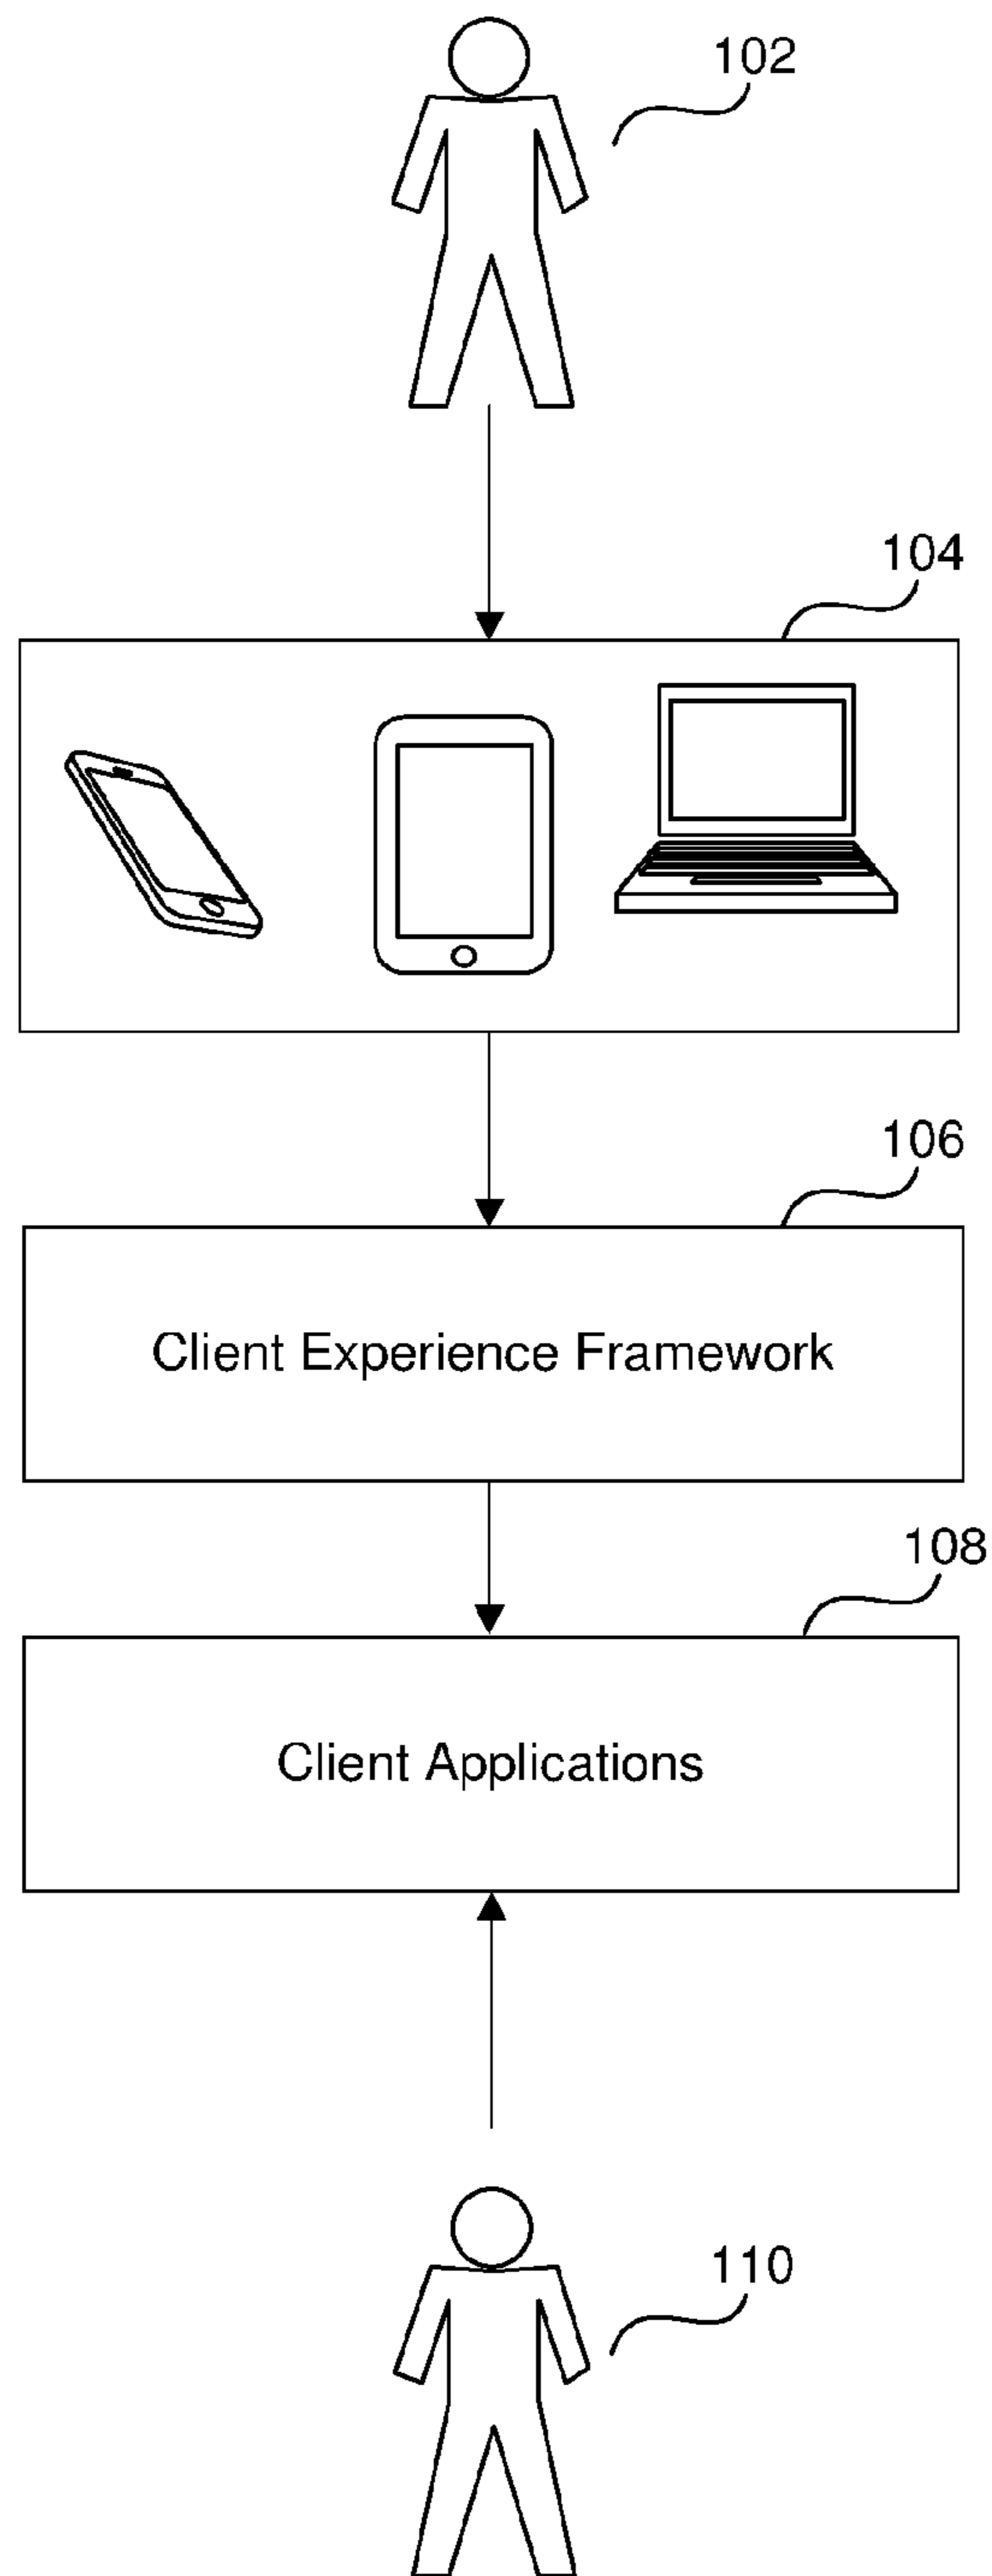 102
104
106
Client Experience Framework
108
Client Applications
110